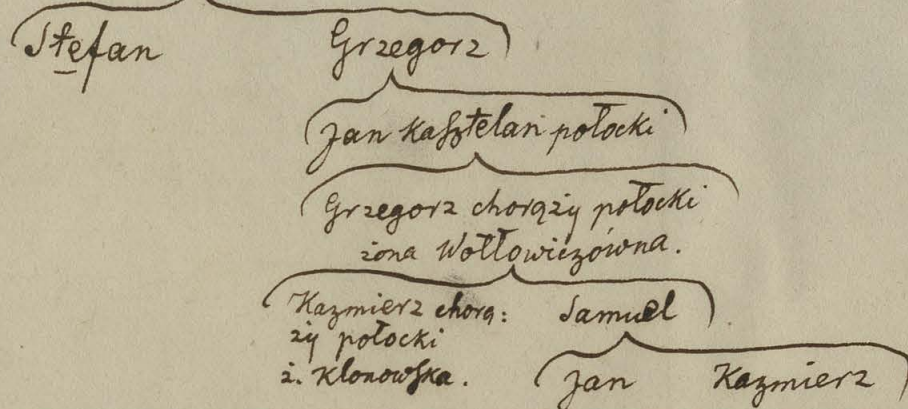 Stefan Grzegorz
Jan Kasztelan połocki
Grzegorz chorąży połocki
żona Wołłowiczówna.
Kazmierz chorą: Samuel
ży połocki
ż. Klonowska.
Jan Kazmierz